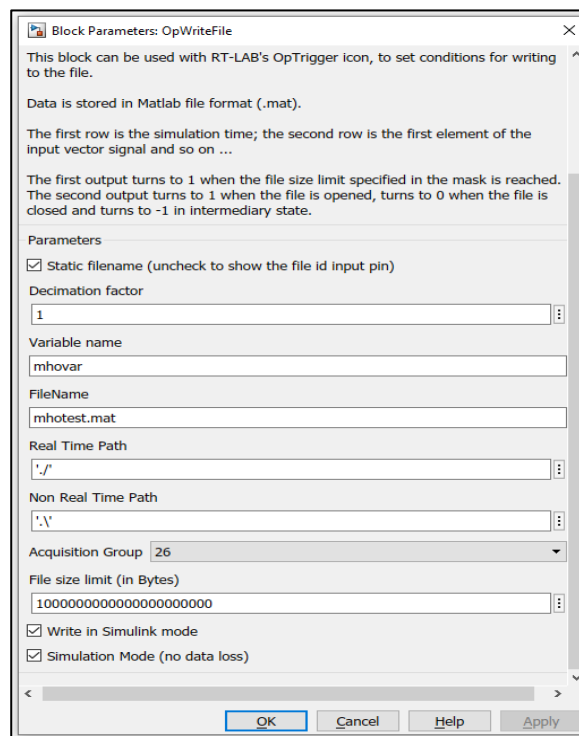 Block Parameters: OpWriteFile
This block can be used with RT-LAB's OpTrigger icon, to set conditions for writing
to the file.
Data is stored in Matlab file format (.mat).
The first row is the simulation time; the second row is the first element of the
input vector signal and so on ...
The first output turns to 1 when the file size limit specified in the mask is reached.
The second output turns to 1 when the file is opened, turns to 0 when the file is
closed and turns to -1 in intermediary state.
Parameters
Static filename (uncheck to show the file id input pin)
Decimation factor
1
Variable name
mhovar
FileName
mhotest.mat
Real Time Path
'./'
Non Real Time Path
'.\'
Acquisition Group 26
File size limit (in Bytes)
1000000000000000000000
Write in Simulink mode
Simulation Mode (no data loss)
OK Cancel Help Apply